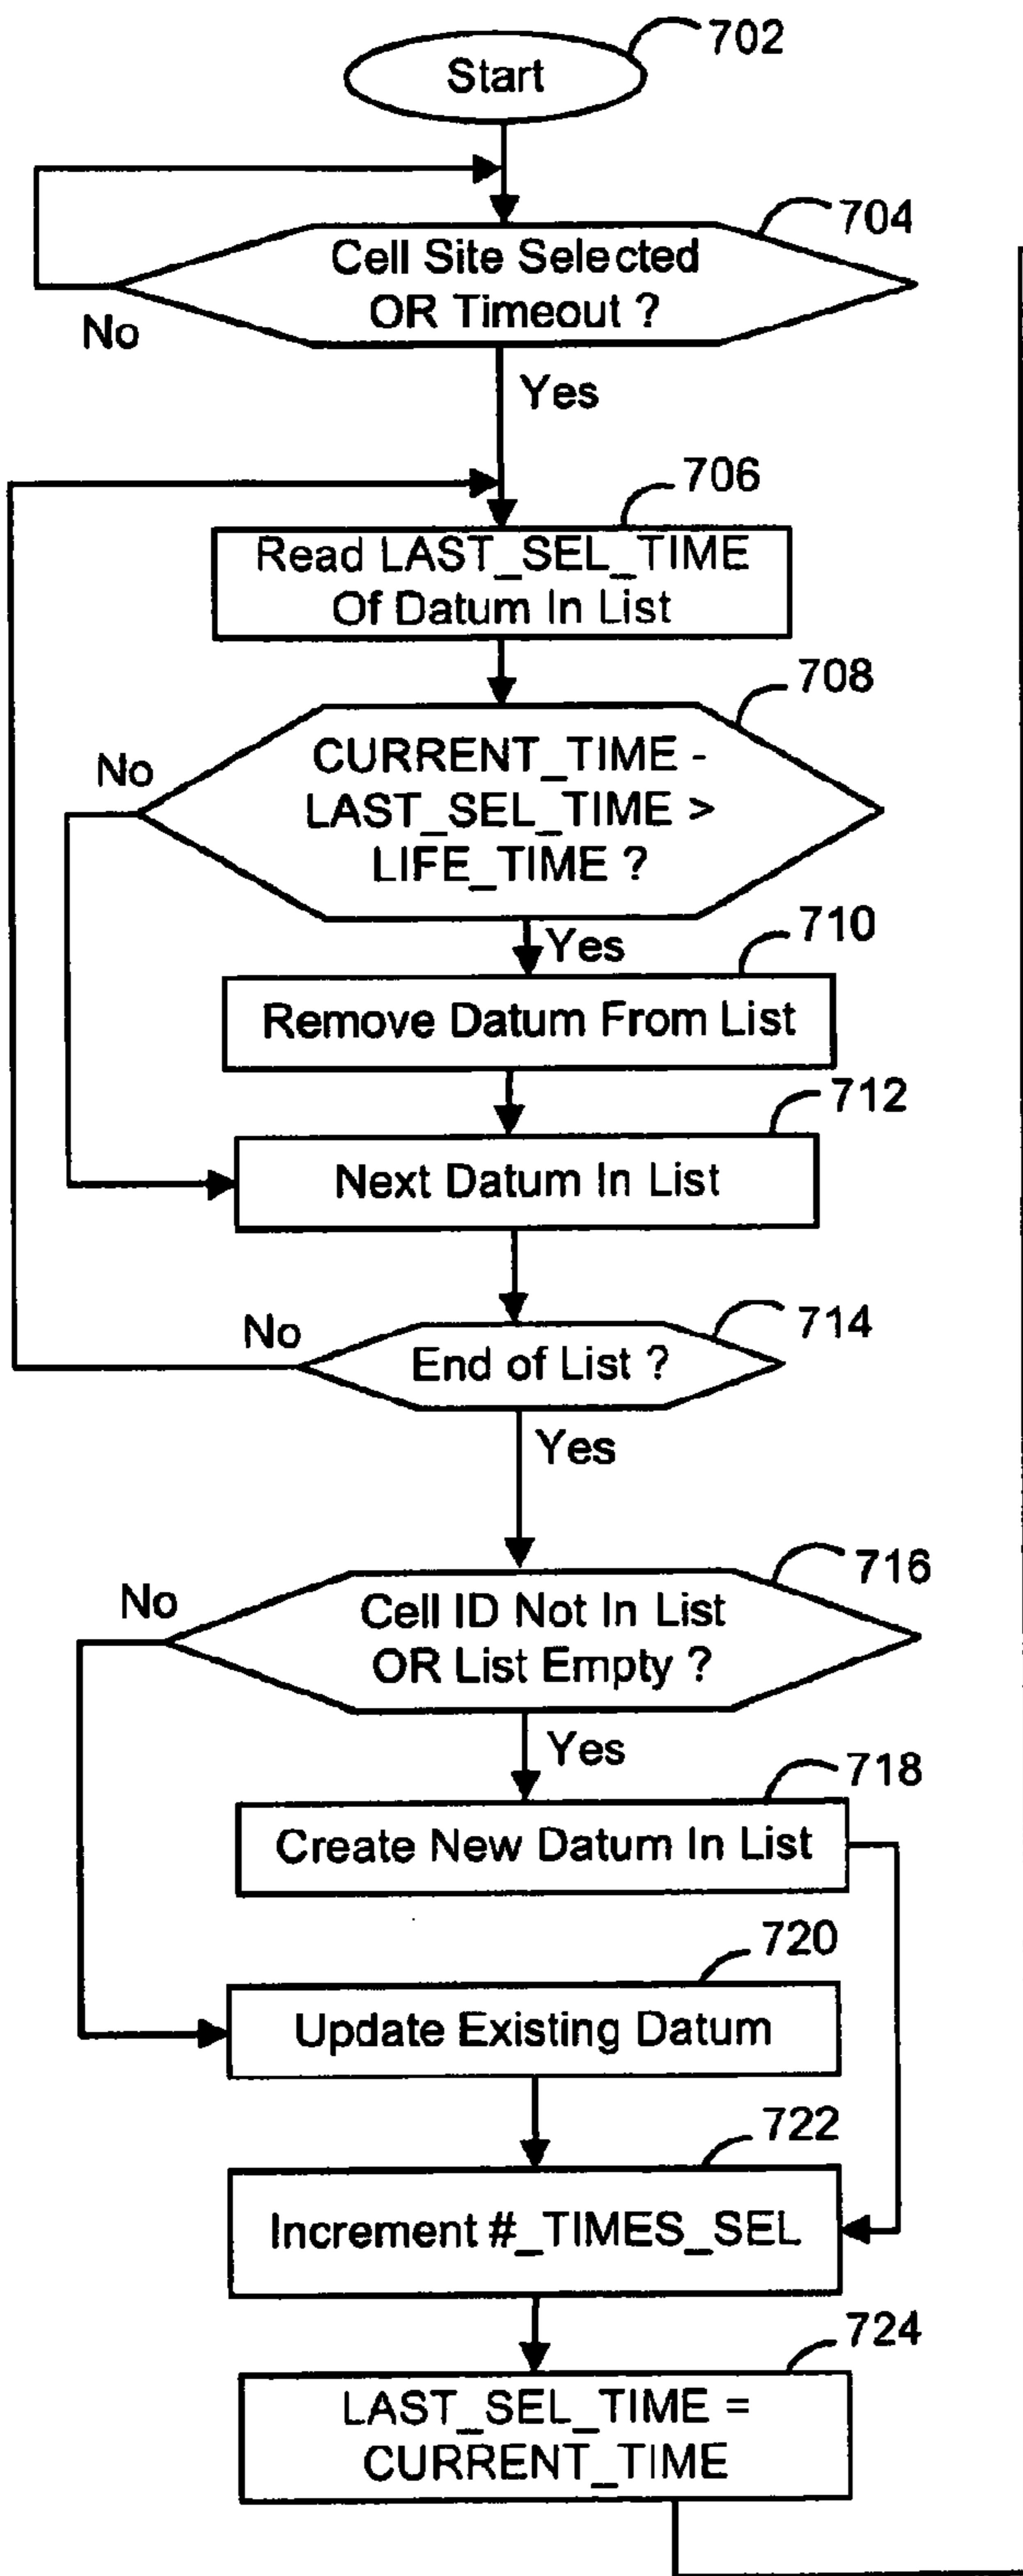 702
Start
704
Cell Site Selected
OR Timeout ?
No
Yes
706
Read LAST_SEL_TIME
Of Datum In List
708
No
CURRENT_TIME -
LAST_SEL_TIME >
LIFE_TIME ?
710
Yes
Remove Datum From List
712
Next Datum In List
714
No
End of List ?
Yes
716
No
Cell ID Not In List
OR List Empty ?
Yes
718
Create New Datum In List
720
Update Existing Datum
722
Increment #_TIMES_SEL
724
LAST_SEL_TIME =
CURRENT_TIME